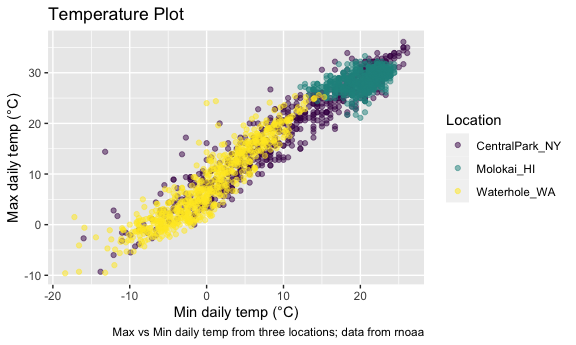 Temperature Plot
Max daily temp (°C)
30
20
10
0
-10
-20
-10
0
10
20
Min daily temp (°C)
Max vs Min daily temp from three locations; data from rnoaa
Location
CentralPark_NY
Molokai_HI
Waterhole_WA